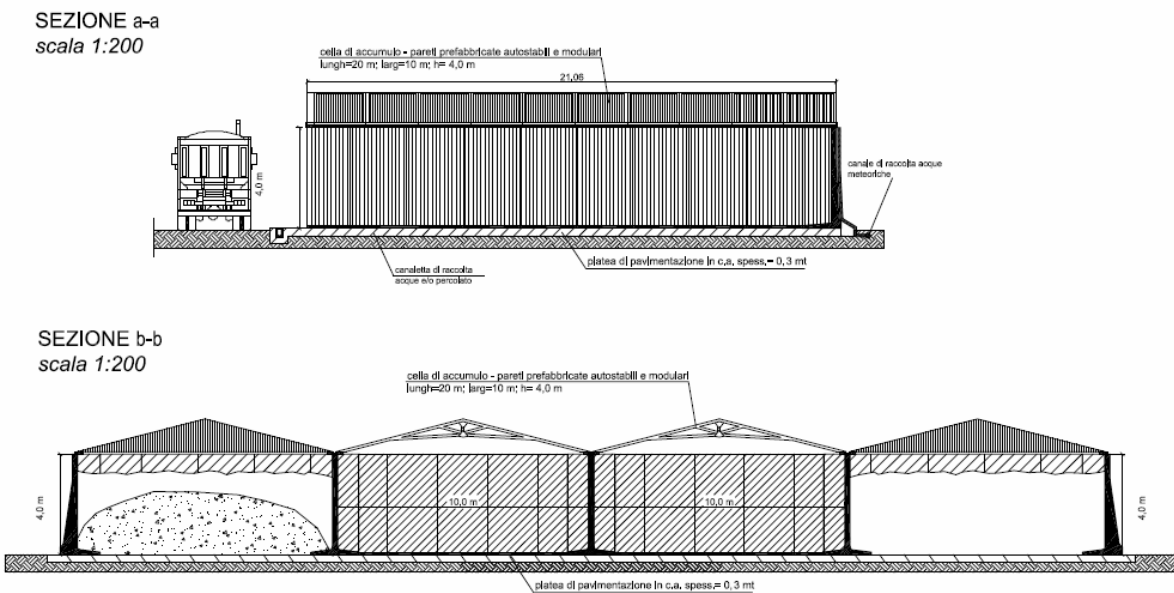 SEZIONE a-a
scala 1:200
cella di accumulo - pareti prefabbricate autostabili e modulari
lungh=20 m; larg=10 m; h= 4,0 m
21,06
4,0 m
canale di raccolta acque
meteoriche
canaletta di raccolta
acque e/o percolato
platea di pavimentazione in c.a. spess.= 0,3 mt
SEZIONE b-b
scala 1:200
cella di accumulo - pareti prefabbricate autostabili e modulari
lungh=20 m; larg=10 m; h= 4,0 m
4,0 m
10,0 m
10,0 m
4,0 m
platea di pavimentazione in c.a. spess.= 0,3 mt